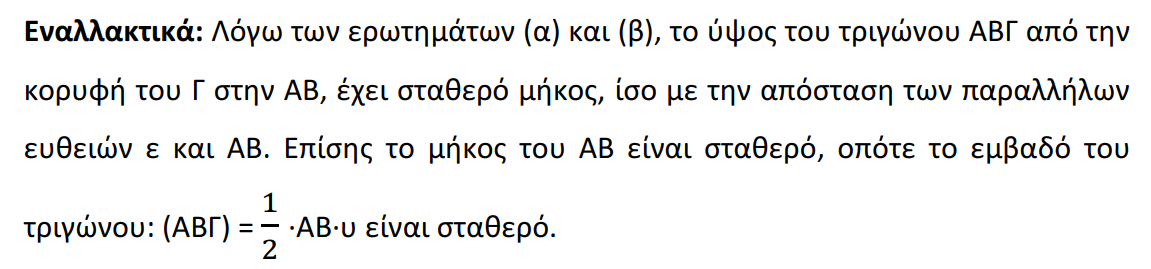 Εναλλακτικά: Λόγω των ερωτημάτων (α) και (β), το ύψος του τριγώνου ΑΒΓ από την
κορυφή του Γ στην ΑΒ, έχει σταθερό μήκος, ίσο με την απόσταση των παραλλήλων
ευθειών ε και ΑΒ. Επίσης το μήκος του ΑΒ είναι σταθερό, οπότε το εμβαδό του
τριγώνου: (ΑΒΓ) = 1/2 ·ΑΒ·υ είναι σταθερό.